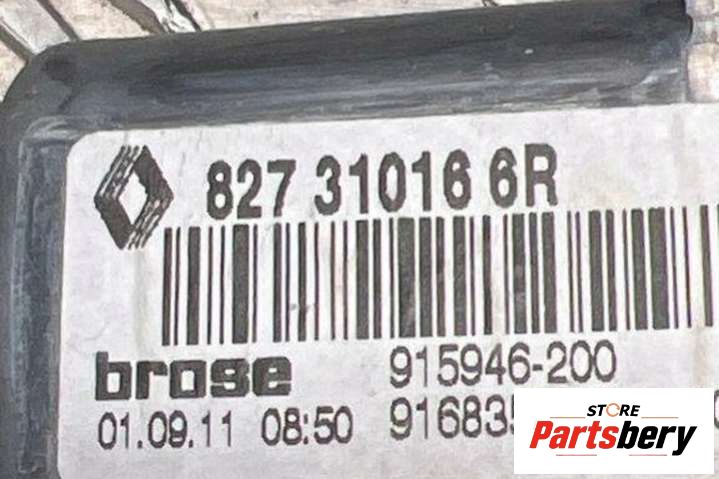 827 31016 6R
brose 915946-200
01.09.11 08:50
STORE
Partsbery